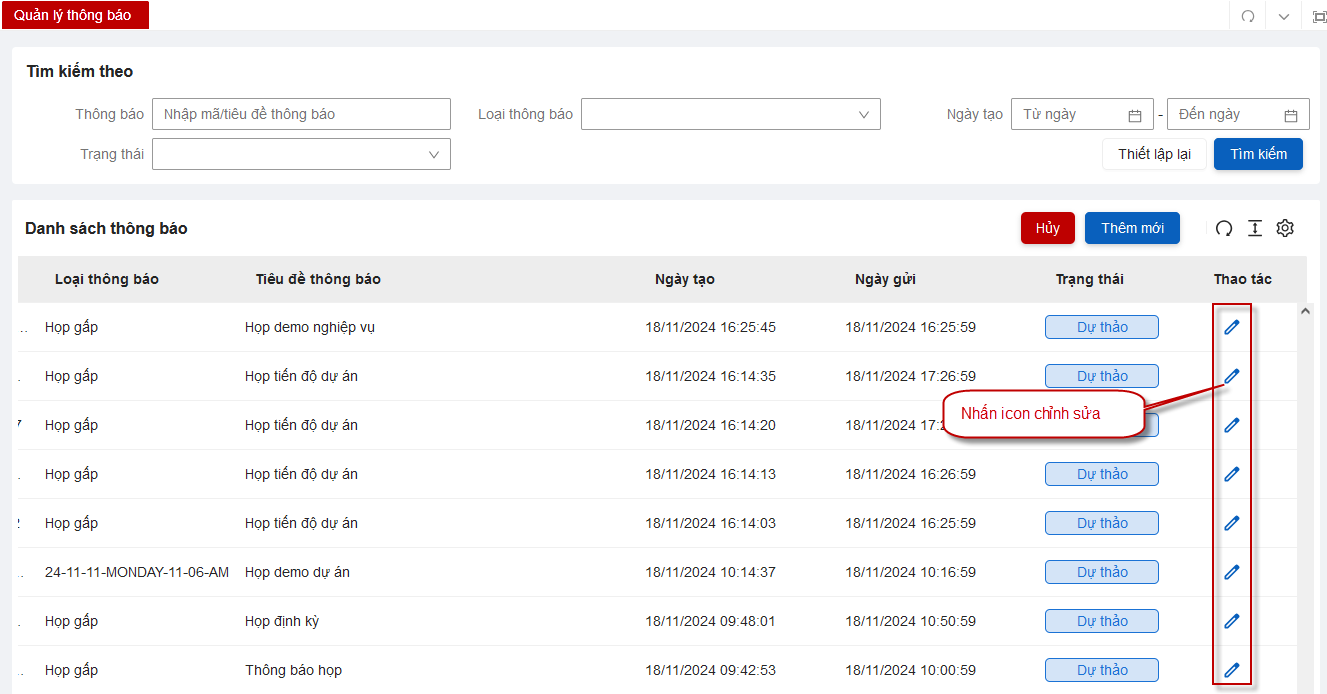 Quản lý thông báo
Tìm kiếm theo
Thông báo Nhập mã/tiêu đề thông báo Loại thông báo Ngày tạo Từ ngày - Đến ngày
Trạng thái Thiết lập lại Tìm kiếm
Danh sách thông báo Hủy Thêm mới
Loại thông báo Tiêu đề thông báo Ngày tạo Ngày gửi Trạng thái Thao tác
Họp gấp Họp demo nghiệp vụ 18/11/2024 16:25:45 18/11/2024 16:25:59 Dự thảo
Họp gấp Họp tiến độ dự án 18/11/2024 16:14:35 18/11/2024 17:26:59 Dự thảo
Nhấn icon chỉnh sửa
Họp gấp Họp tiến độ dự án 18/11/2024 16:14:20 18/11/2024
Họp gấp Họp tiến độ dự án 18/11/2024 16:14:13 18/11/2024 16:26:59 Dự thảo
Họp gấp Họp tiến độ dự án 18/11/2024 16:14:03 18/11/2024 16:25:59 Dự thảo
24-11-11-MONDAY-11-06-AM Họp demo dự án 18/11/2024 10:14:37 18/11/2024 10:16:59 Dự thảo
Họp gấp Họp định kỳ 18/11/2024 09:48:01 18/11/2024 10:50:59 Dự thảo
Họp gấp Thông báo họp 18/11/2024 09:42:53 18/11/2024 10:00:59 Dự thảo